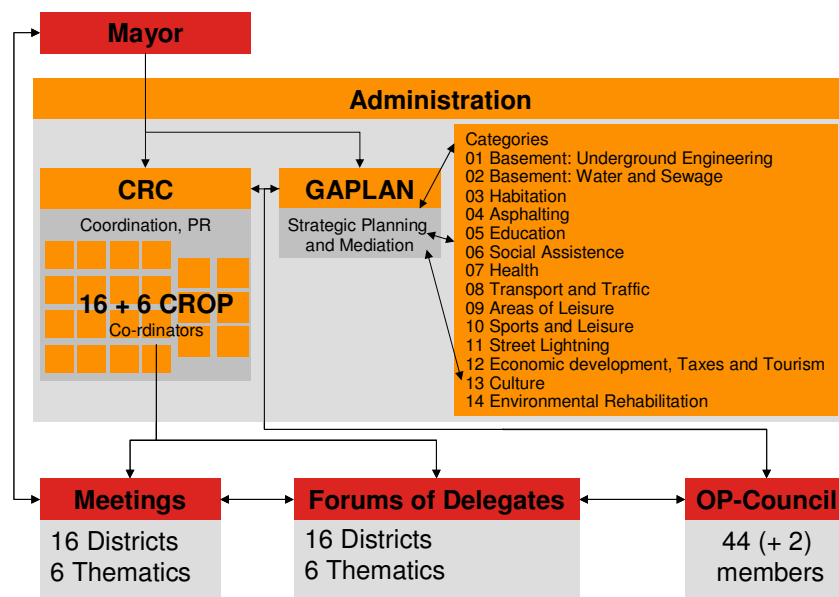 Mayor
Administration
CRC
Coordination, PR
16 + 6 CROP
Co-rdinators
GAPLAN
Strategic Planning
and Mediation
Categories
01 Basement: Underground Engineering
02 Basement: Water and Sewage
03 Habitation
04 Asphalting
05 Education
06 Social Assistence
07 Health
08 Transport and Traffic
09 Areas of Leisure
10 Sports and Leisure
11 Street Lightning
12 Economic development, Taxes and Tourism
13 Culture
14 Environmental Rehabilitation
Meetings
16 Districts
6 Thematics
Forums of Delegates
16 Districts
6 Thematics
OP-Council
44 (+ 2)
members